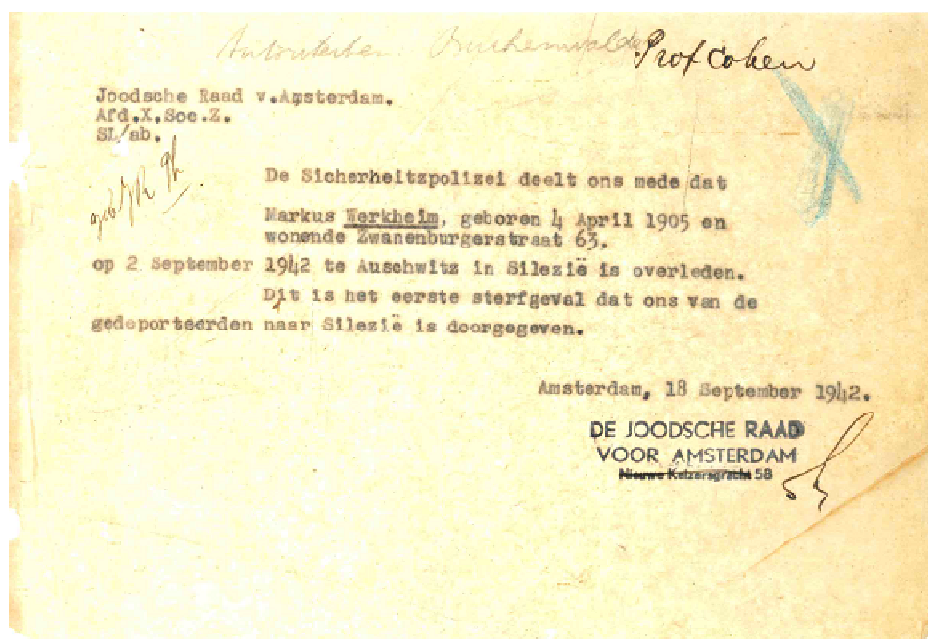 Autoriteiten Buchenwalde
Prof Cohen
Joodsche Raad v.Amsterdam.
Afd.X,Soc.Z.
SL/ab.
De Sicherheitzpolizei deelt ons mede dat
Markus Werkheim, geboren 4 April 1905 en
wonende Zwanenburgerstraat 63.
op 2 September 1942 te Auschwitz in Silezië is overleden.
Dit is het eerste sterfgeval dat ons van de
gedeporteerden naar Silezië is doorgegeven.
Amsterdam, 18 September 1942.
DE JOODSCHE RAAD
VOOR AMSTERDAM
Nieuwe Keizersgracht 58